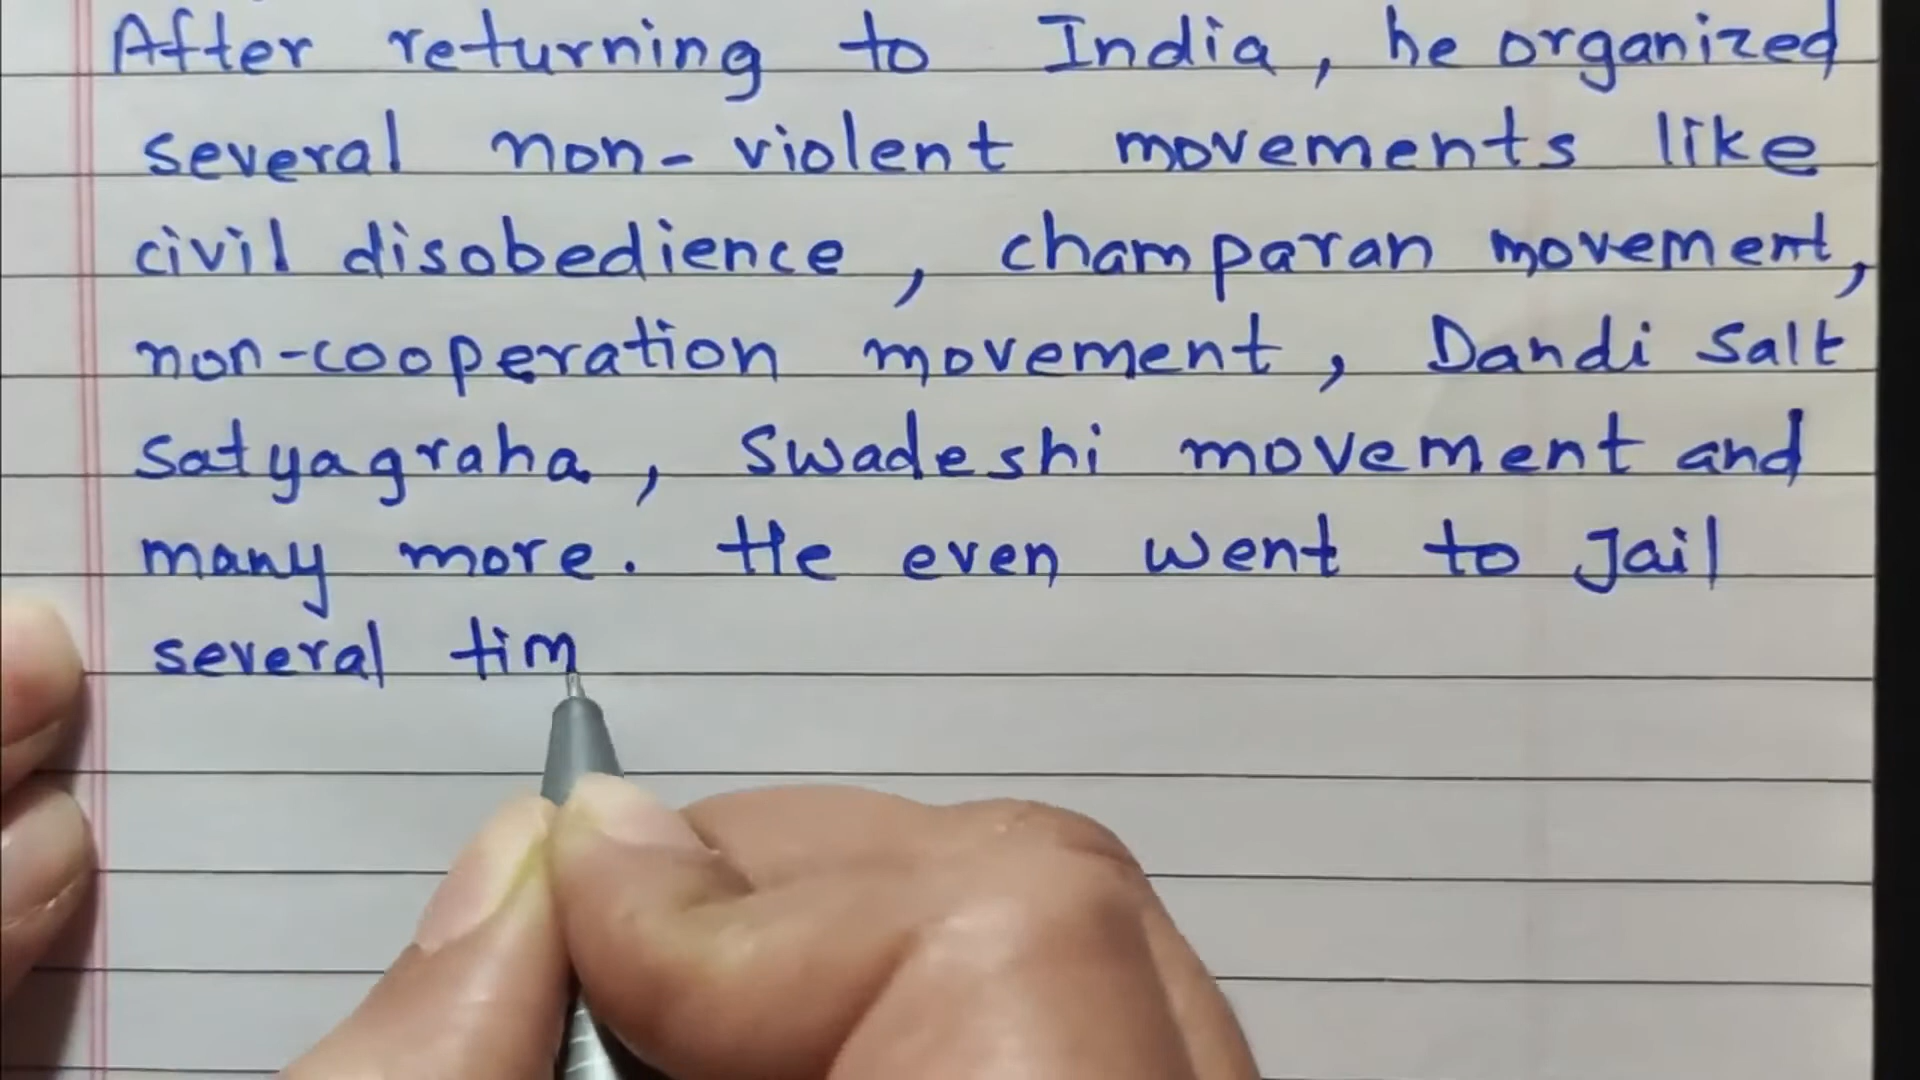 After returning to India, he organized
several non-violent movements like
civil disobedience, champaran movement,
non-cooperation movement, Dandi Salt
Satyagraha, Swadeshi movement and
many more. He even went to Jail
several tim